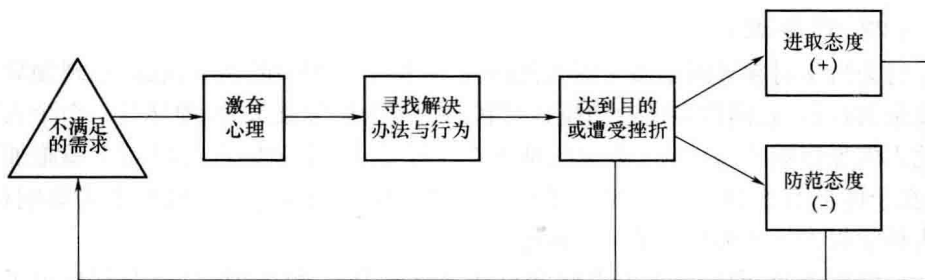 不满足
的需求
激奋
心理
寻找解决
办法与行为
达到目的
或遭受挫折
进取态度
(+)
防范态度
(-)